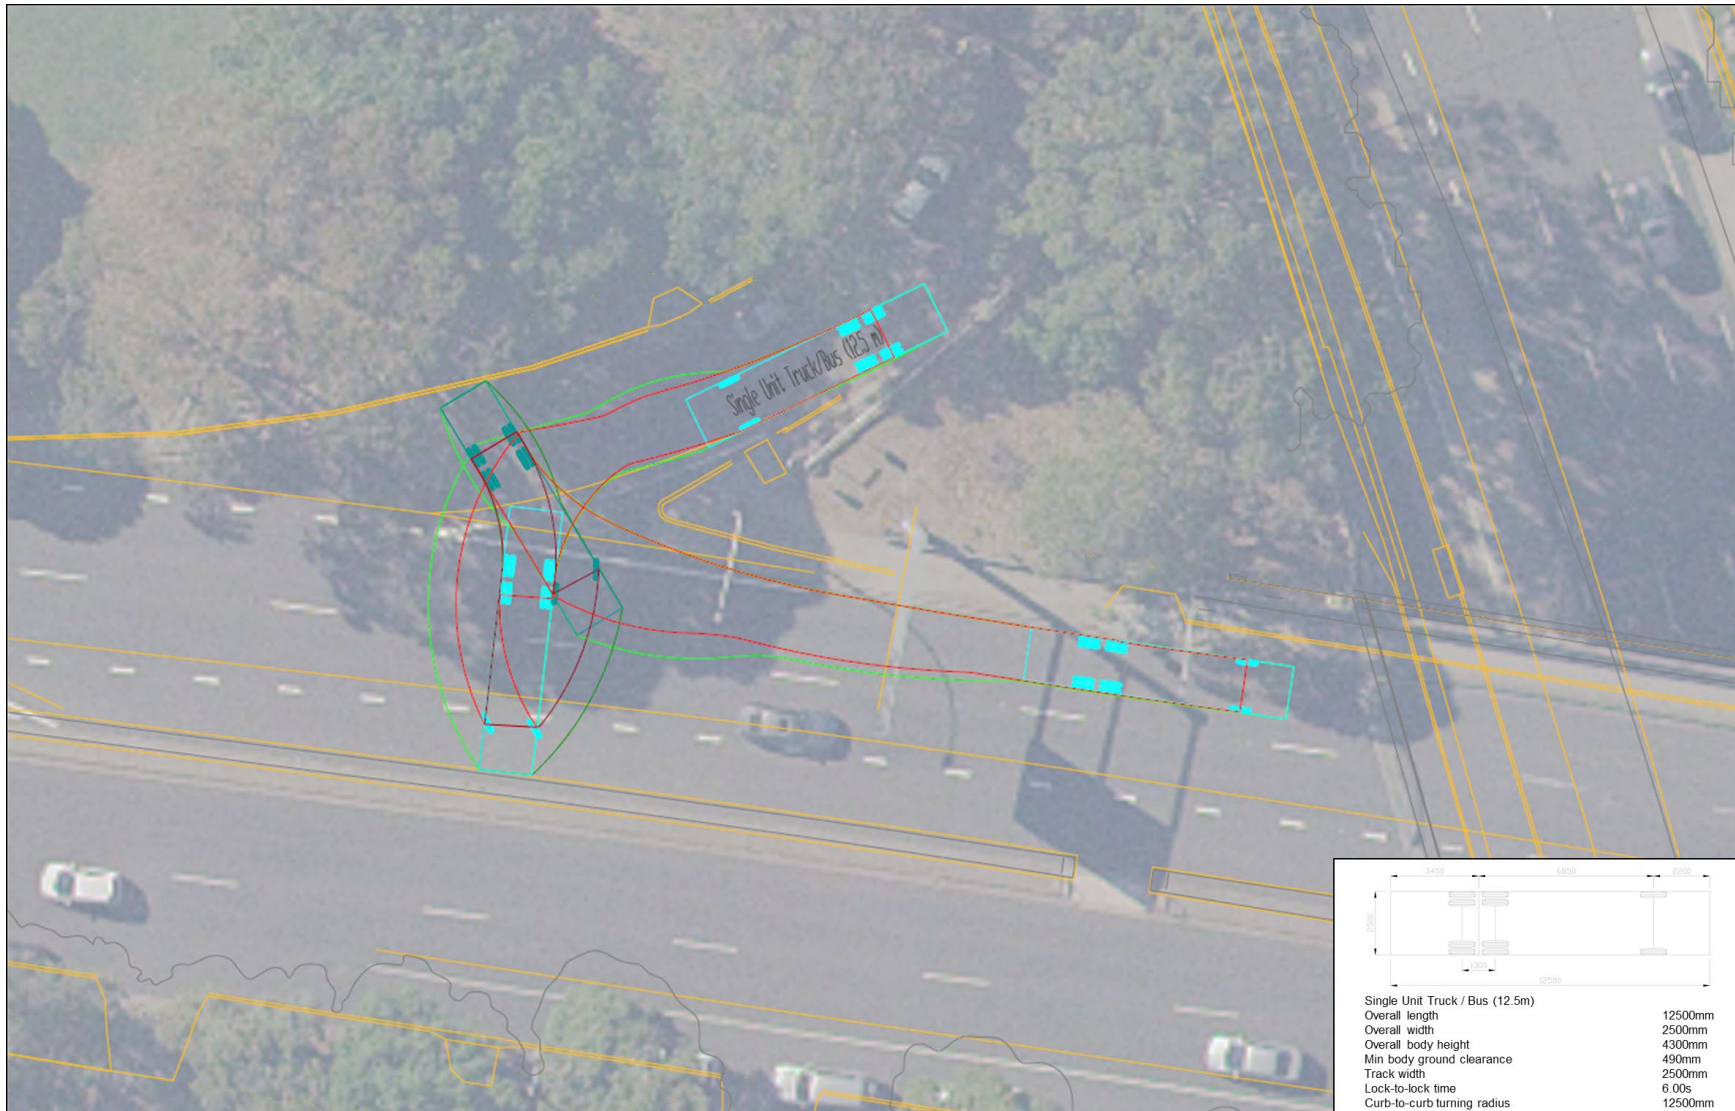 Single Unit Truck/Bus (12.5 m)
3450 6850 2200
2500
1300
12500
Single Unit Truck / Bus (12.5m)
Overall length 12500mm
Overall width 2500mm
Overall body height 4300mm
Min body ground clearance 490mm
Track width 2500mm
Lock-to-lock time 6.00s
Curb-to-curb turning radius 12500mm